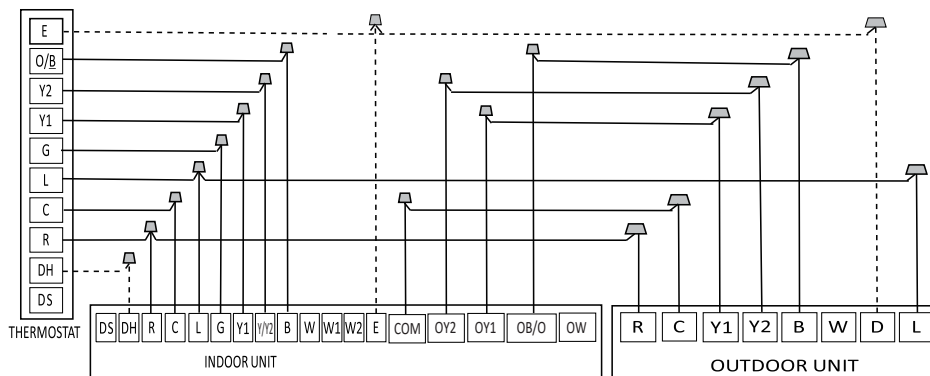 E
O/B
Y2
Y1
G
L
C
R
DH
DS
THERMOSTAT
DS DH R C L G Y1 Y/Y2 B W W1 W2 E COM OY2 OY1 OB/O OW
INDOOR UNIT
R C Y1 Y2 B W D L
OUTDOOR UNIT